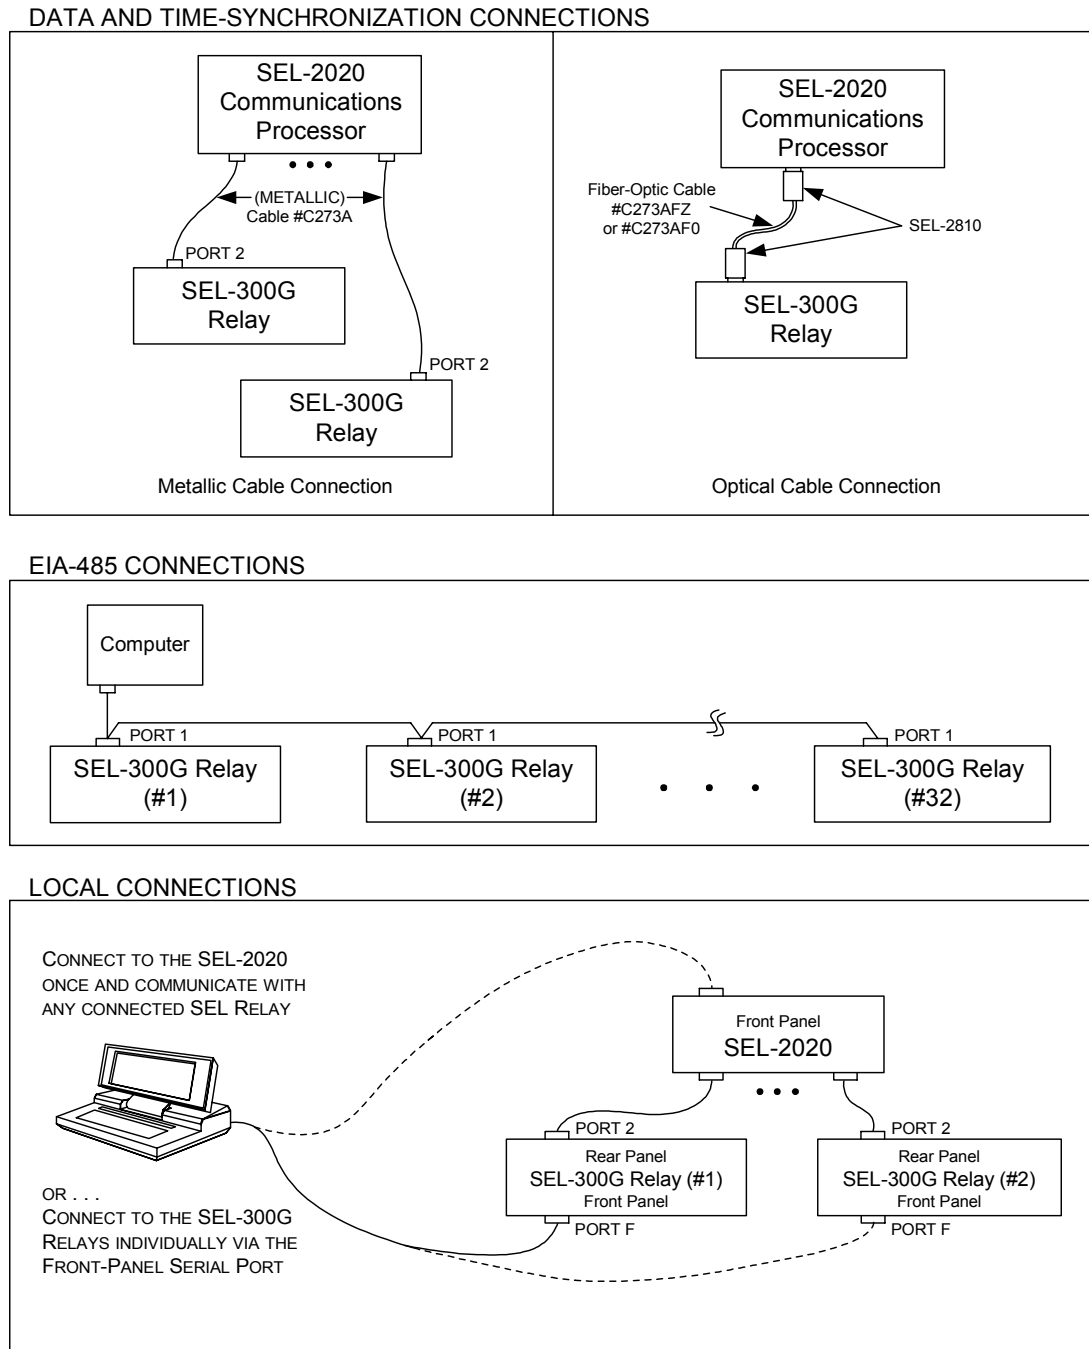 DATA AND TIME-SYNCHRONIZATION CONNECTIONS
SEL-2020
Communications
Processor
(METALLIC)
Cable #C273A
PORT 2
SEL-300G
Relay
PORT 2
SEL-300G
Relay
Metallic Cable Connection
SEL-2020
Communications
Processor
Fiber-Optic Cable
#C273AFZ
or #C273AF0
SEL-2810
SEL-300G
Relay
Optical Cable Connection
EIA-485 CONNECTIONS
Computer
PORT 1
SEL-300G Relay
(#1)
PORT 1
SEL-300G Relay
(#2)
PORT 1
SEL-300G Relay
(#32)
LOCAL CONNECTIONS
CONNECT TO THE SEL-2020
ONCE AND COMMUNICATE WITH
ANY CONNECTED SEL RELAY
Front Panel
SEL-2020
PORT 2
Rear Panel
SEL-300G Relay (#1)
Front Panel
PORT F
PORT 2
Rear Panel
SEL-300G Relay (#2)
Front Panel
PORT F
OR . . .
CONNECT TO THE SEL-300G
RELAYS INDIVIDUALLY VIA THE
FRONT-PANEL SERIAL PORT